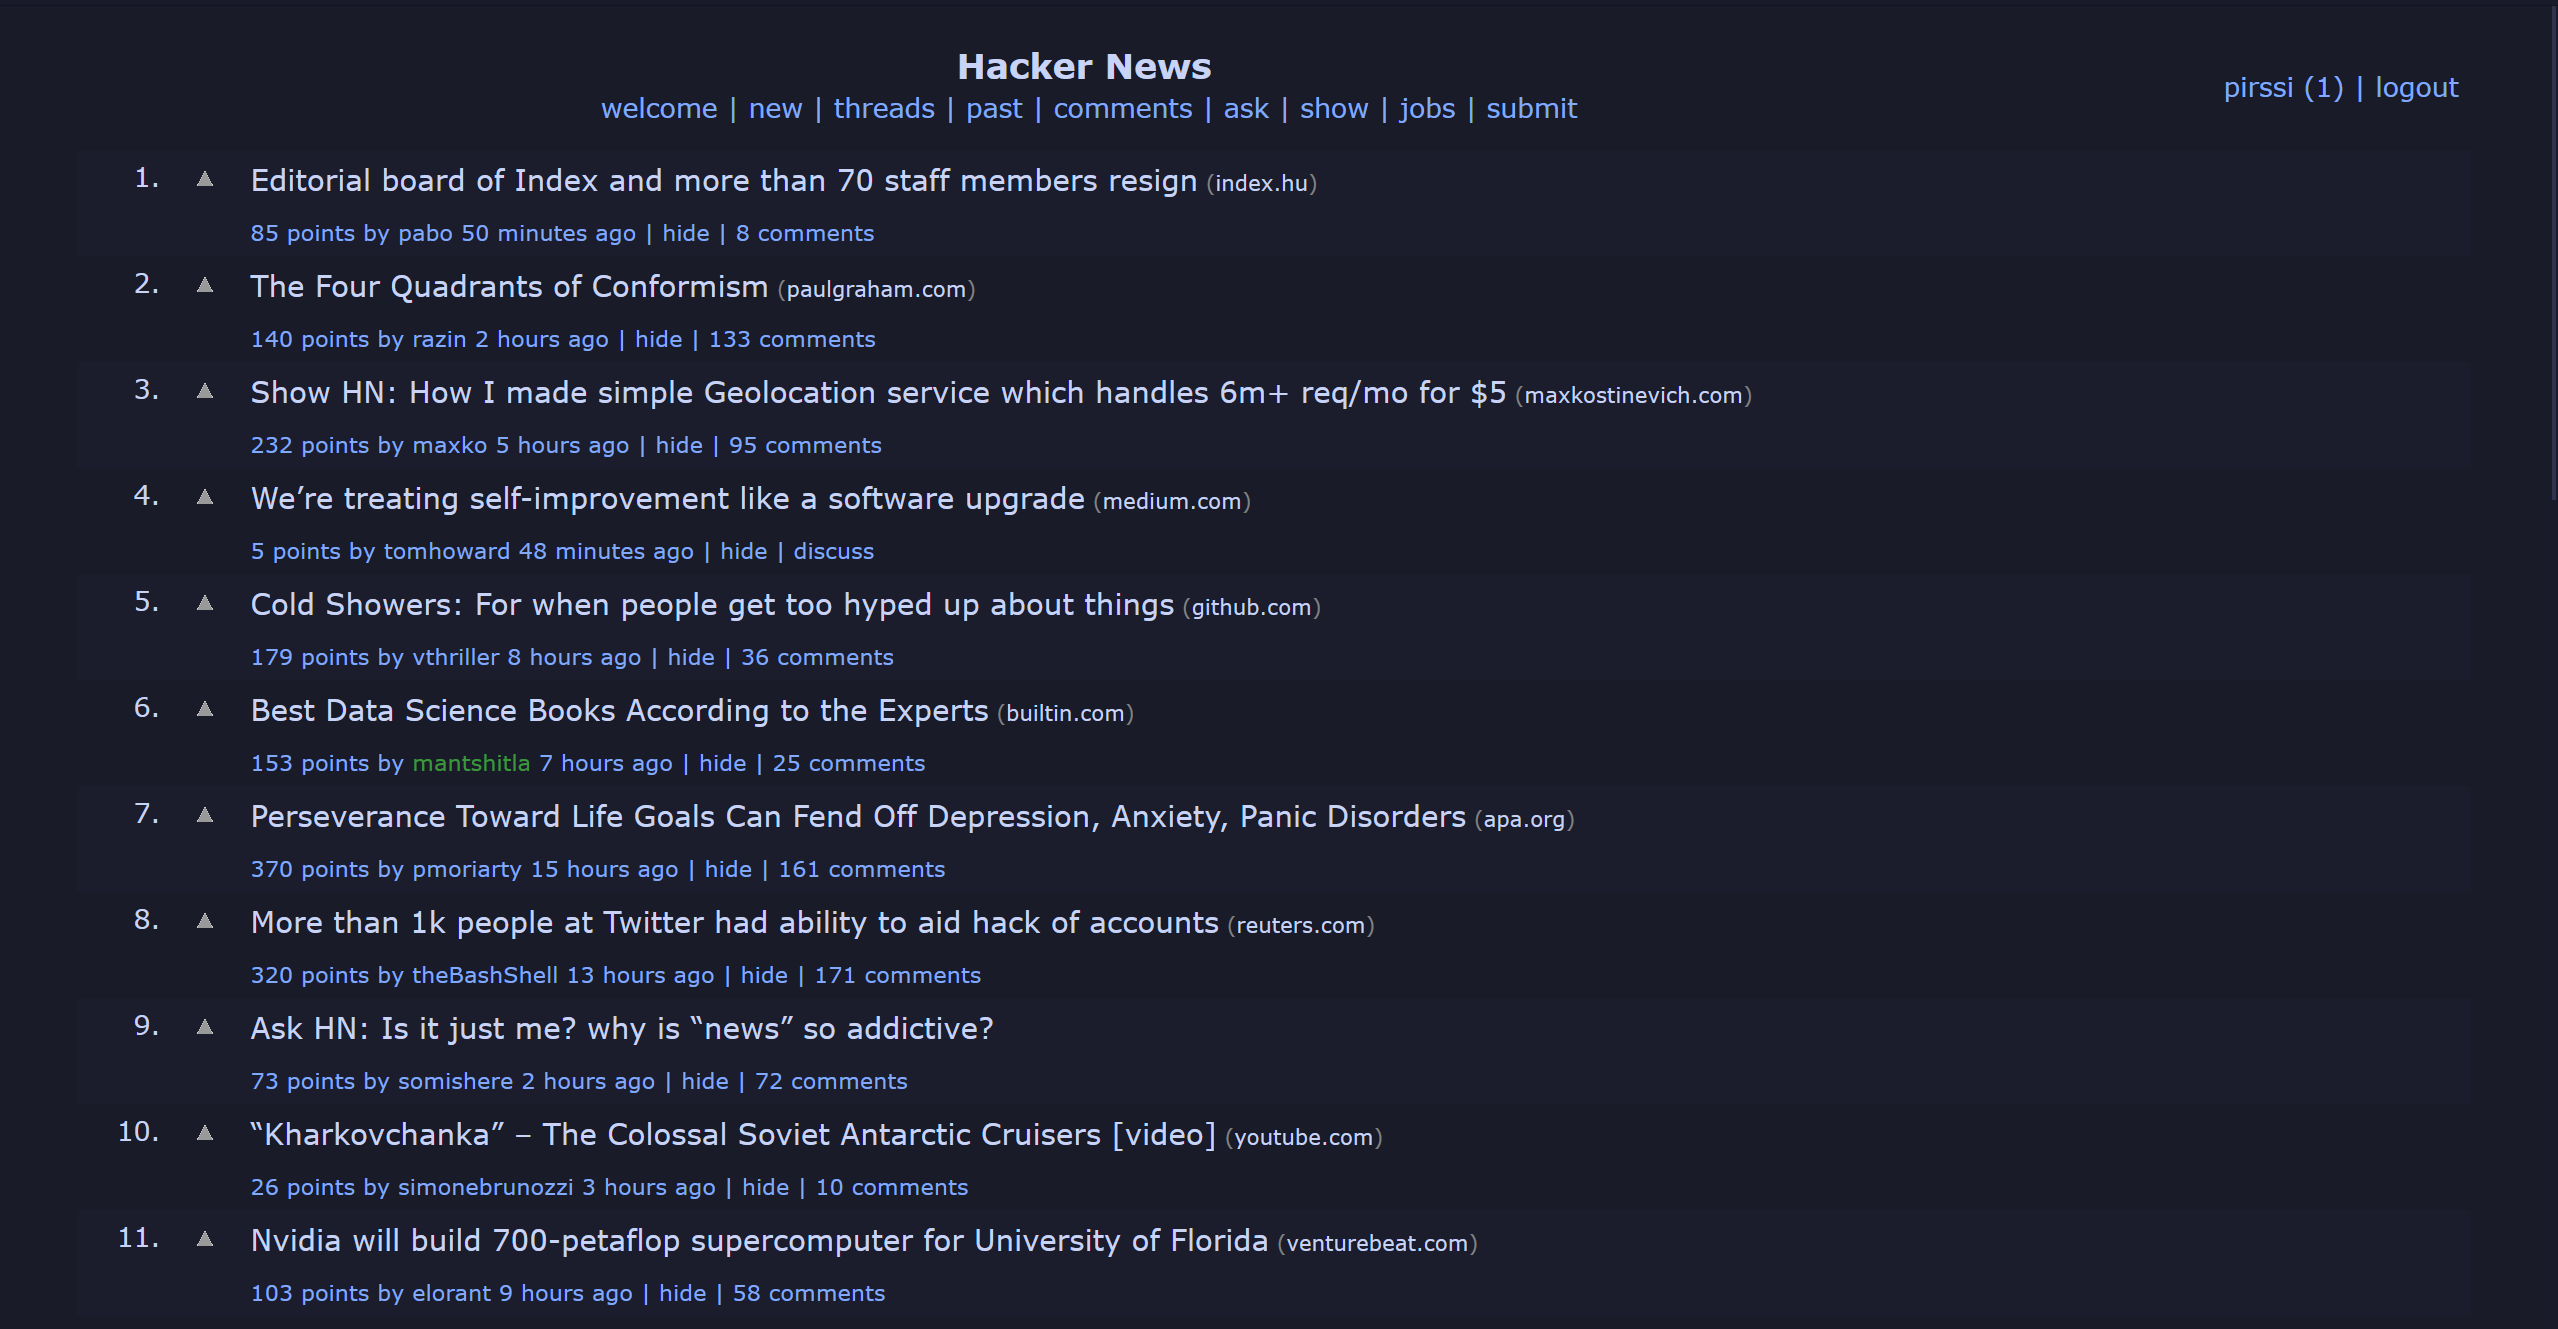 Hacker News
welcome | new | threads | past | comments | ask | show | jobs | submit
pirssi (1) | logout
1. ▲ Editorial board of Index and more than 70 staff members resign (index.hu)
85 points by pabo 50 minutes ago | hide | 8 comments
2. ▲ The Four Quadrants of Conformism (paulgraham.com)
140 points by razin 2 hours ago | hide | 133 comments
3. ▲ Show HN: How I made simple Geolocation service which handles 6m+ req/mo for $5 (maxkostinevich.com)
232 points by maxko 5 hours ago | hide | 95 comments
4. ▲ We’re treating self-improvement like a software upgrade (medium.com)
5 points by tomhoward 48 minutes ago | hide | discuss
5. ▲ Cold Showers: For when people get too hyped up about things (github.com)
179 points by vthriller 8 hours ago | hide | 36 comments
6. ▲ Best Data Science Books According to the Experts (builtin.com)
153 points by mantshitla 7 hours ago | hide | 25 comments
7. ▲ Perseverance Toward Life Goals Can Fend Off Depression, Anxiety, Panic Disorders (apa.org)
370 points by pmoriarty 15 hours ago | hide | 161 comments
8. ▲ More than 1k people at Twitter had ability to aid hack of accounts (reuters.com)
320 points by theBashShell 13 hours ago | hide | 171 comments
9. ▲ Ask HN: Is it just me? why is “news” so addictive?
73 points by somishere 2 hours ago | hide | 72 comments
10. ▲ “Kharkovchanka” – The Colossal Soviet Antarctic Cruisers [video] (youtube.com)
26 points by simonebrunozzi 3 hours ago | hide | 10 comments
11. ▲ Nvidia will build 700-petaflop supercomputer for University of Florida (venturebeat.com)
103 points by elorant 9 hours ago | hide | 58 comments